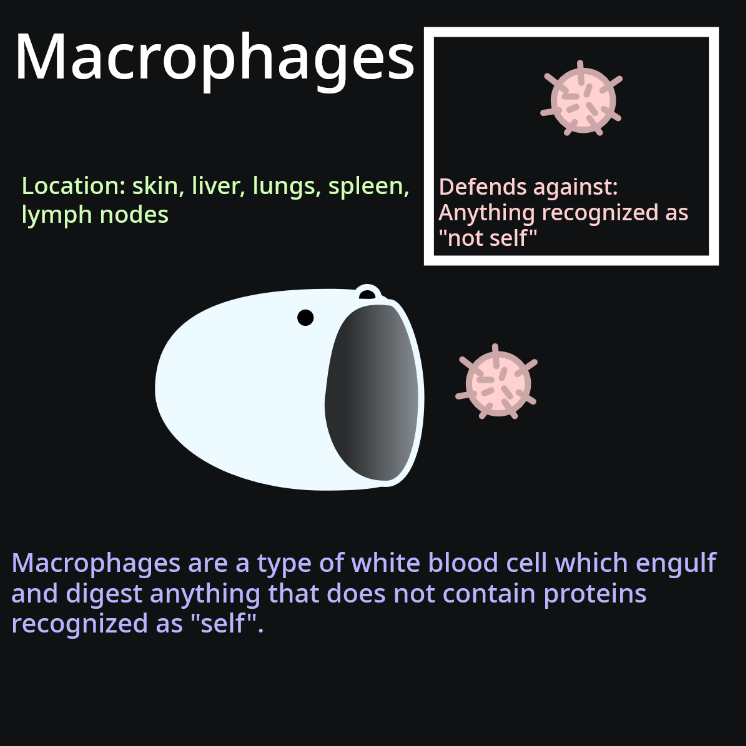 Macrophages
Location: skin, liver, lungs, spleen,
lymph nodes
Defends against:
Anything recognized as
"not self"
Macrophages are a type of white blood cell which engulf
and digest anything that does not contain proteins
recognized as "self".